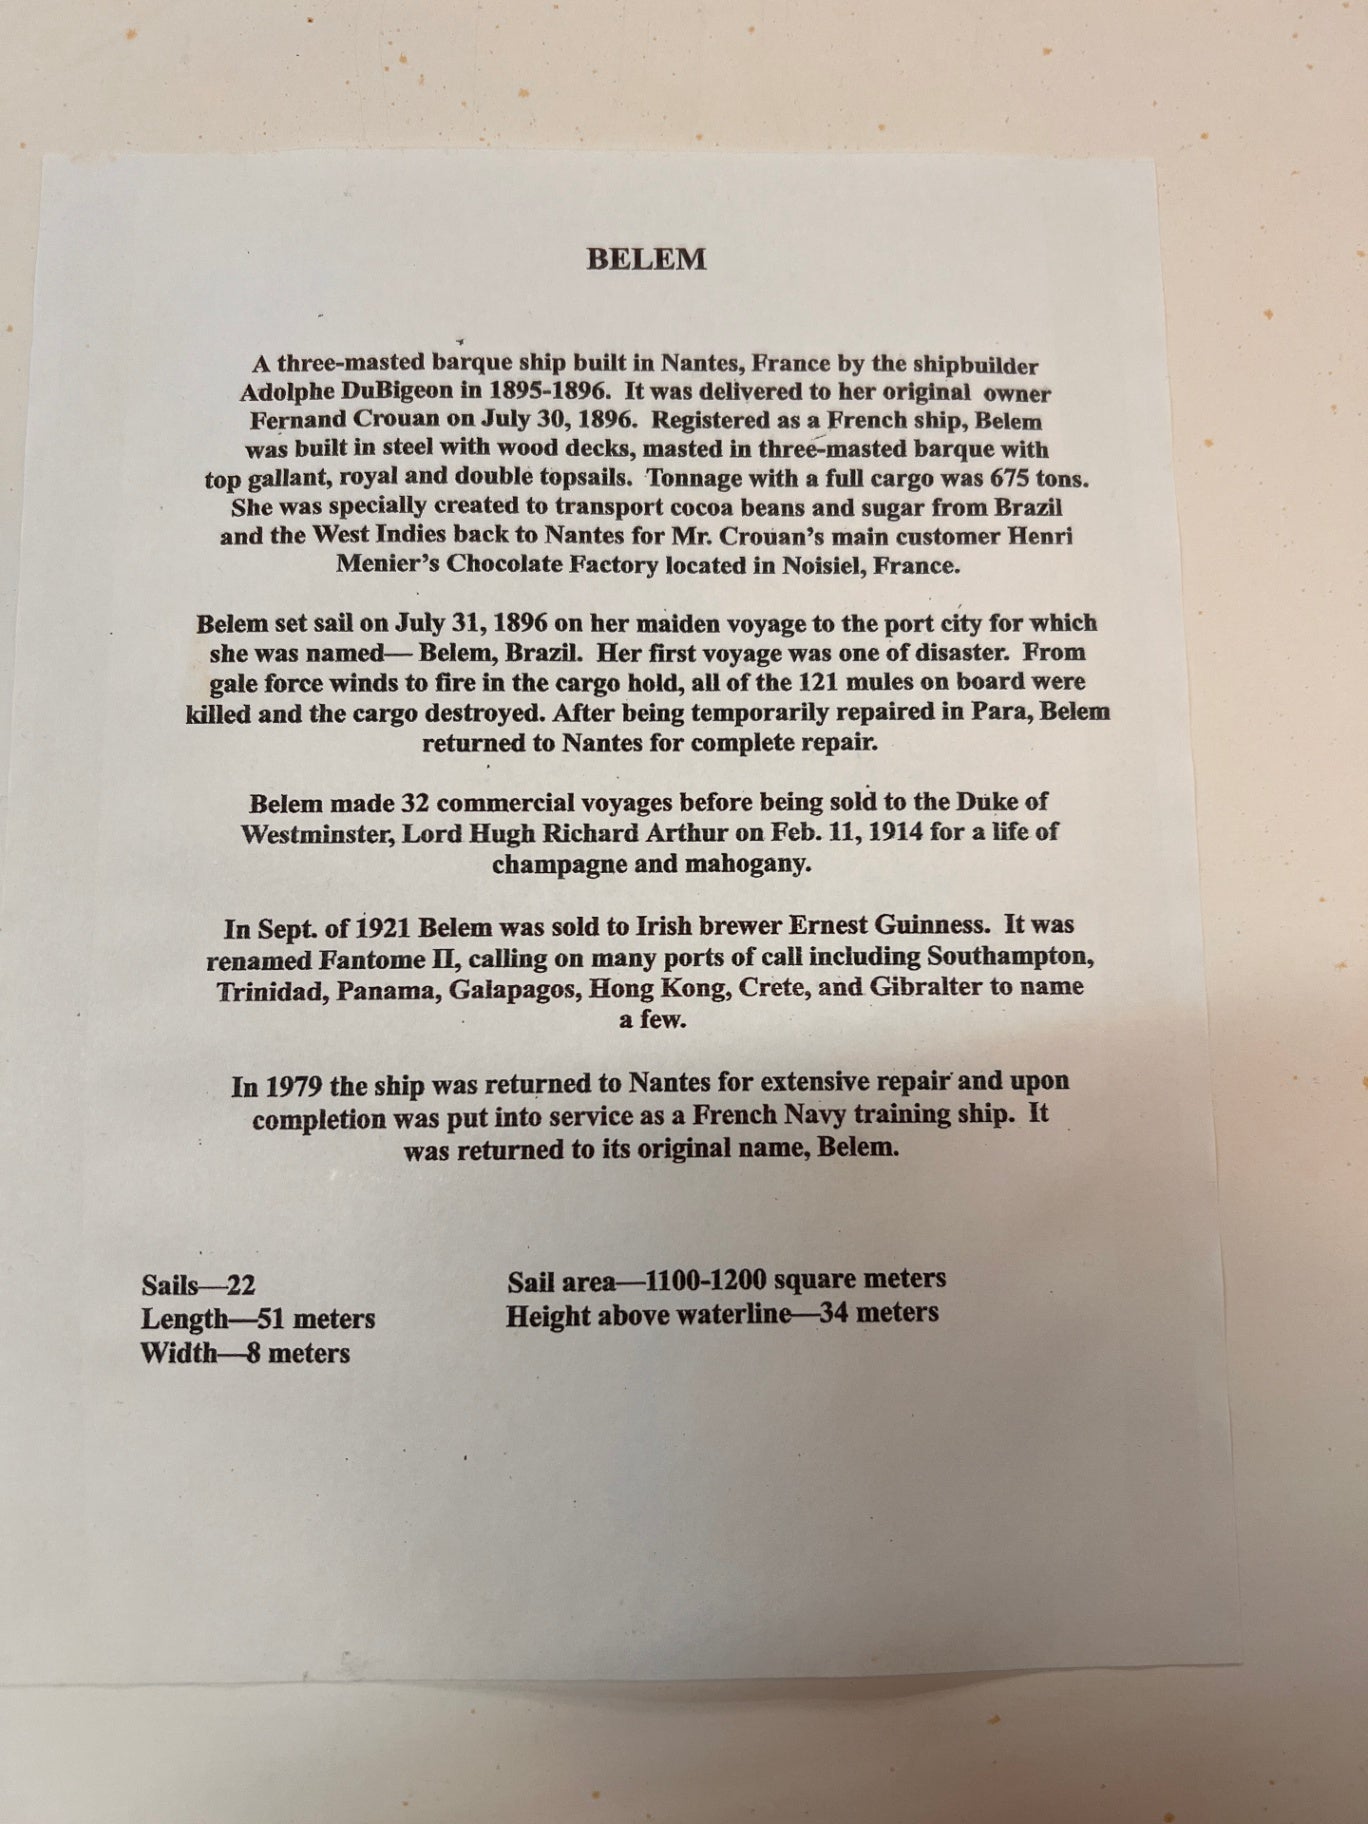 BELEM
A three-masted barque ship built in Nantes, France by the shipbuilder
Adolphe DuBigeon in 1895-1896. It was delivered to her original owner
Fernand Crouan on July 30, 1896. Registered as a French ship, Belem
was built in steel with wood decks, masted in three-masted barque with
top gallant, royal and double topsails. Tonnage with a full cargo was 675 tons.
She was specially created to transport cocoa beans and sugar from Brazil
and the West Indies back to Nantes for Mr. Crouan's main customer Henri
Menier's Chocolate Factory located in Noisiel, France.
Belem set sail on July 31, 1896 on her maiden voyage to the port city for which
she was named— Belem, Brazil. Her first voyage was one of disaster. From
gale force winds to fire in the cargo hold, all of the 121 mules on board were
killed and the cargo destroyed. After being temporarily repaired in Para, Belem
returned to Nantes for complete repair.
Belem made 32 commercial voyages before being sold to the Duke of
Westminster, Lord Hugh Richard Arthur on Feb. 11, 1914 for a life of
champagne and mahogany.
In Sept. of 1921 Belem was sold to Irish brewer Ernest Guinness. It was
renamed Fantome II, calling on many ports of call including Southampton,
Trinidad, Panama, Galapagos, Hong Kong, Crete, and Gibralter to name
a few.
In 1979 the ship was returned to Nantes for extensive repair and upon
completion was put into service as a French Navy training ship. It
was returned to its original name, Belem.
Sails—22
Length—51 meters
Width—8 meters
Sail area—1100-1200 square meters
Height above waterline—34 meters